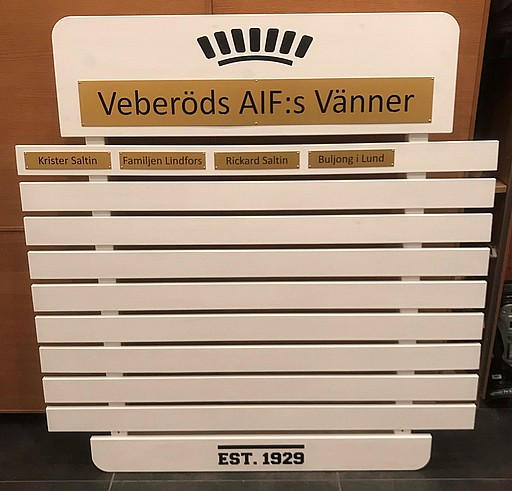 Veberöds AIF:s Vänner
Krister Saltin Familjen Lindfors Rickard Saltin Buljong i Lund
EST. 1929